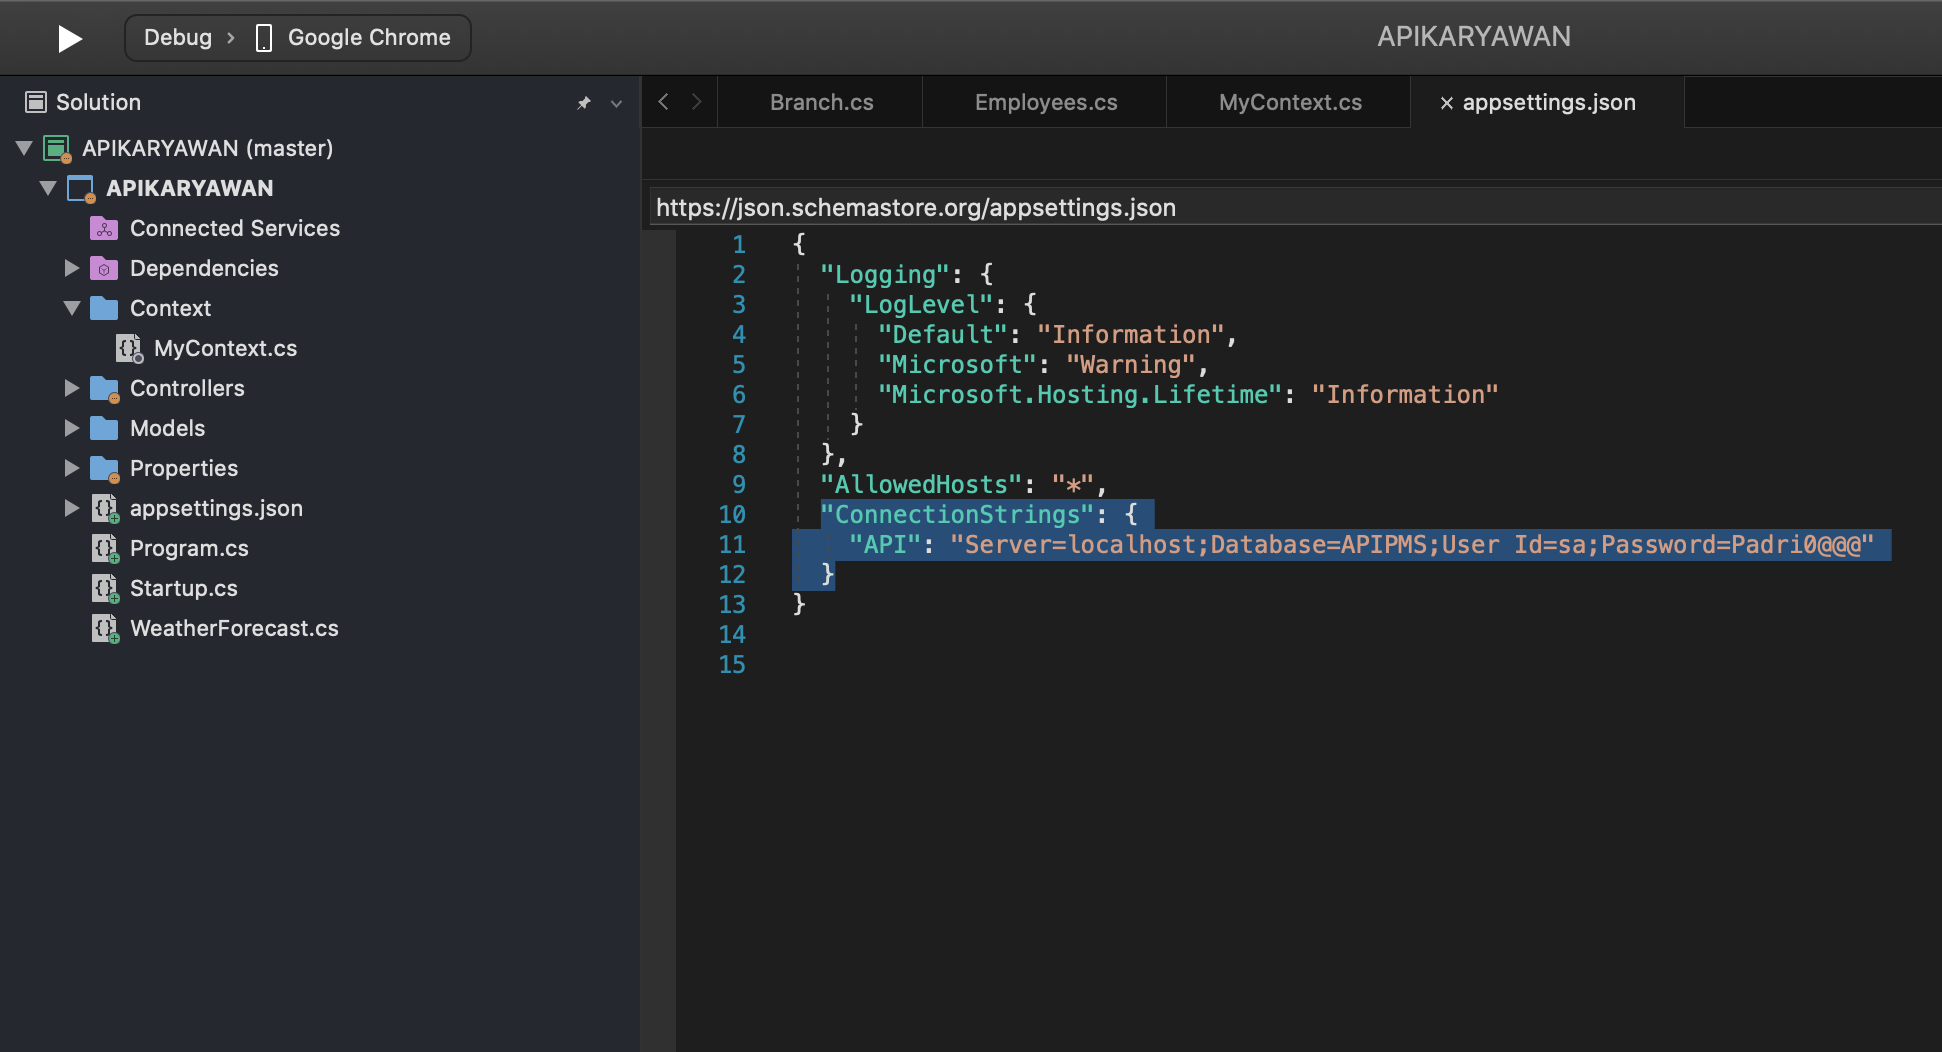 Debug > Google Chrome
APIKARYAWAN
Solution
APIKARYAWAN (master)
APIKARYAWAN
Connected Services
Dependencies
Context
MyContext.cs
Controllers
Models
Properties
appsettings.json
Program.cs
Startup.cs
WeatherForecast.cs
Branch.cs
Employees.cs
MyContext.cs
× appsettings.json
https://json.schemastore.org/appsettings.json
1 {
2 "Logging": {
3 "LogLevel": {
4 "Default": "Information",
5 "Microsoft": "Warning",
6 "Microsoft.Hosting.Lifetime": "Information"
7 }
8 },
9 "AllowedHosts": "*",
10 "ConnectionStrings": {
11 "API": "Server=localhost;Database=APIPMS;User Id=sa;Password=Padri0@@@"
12 }
13 }
14
15